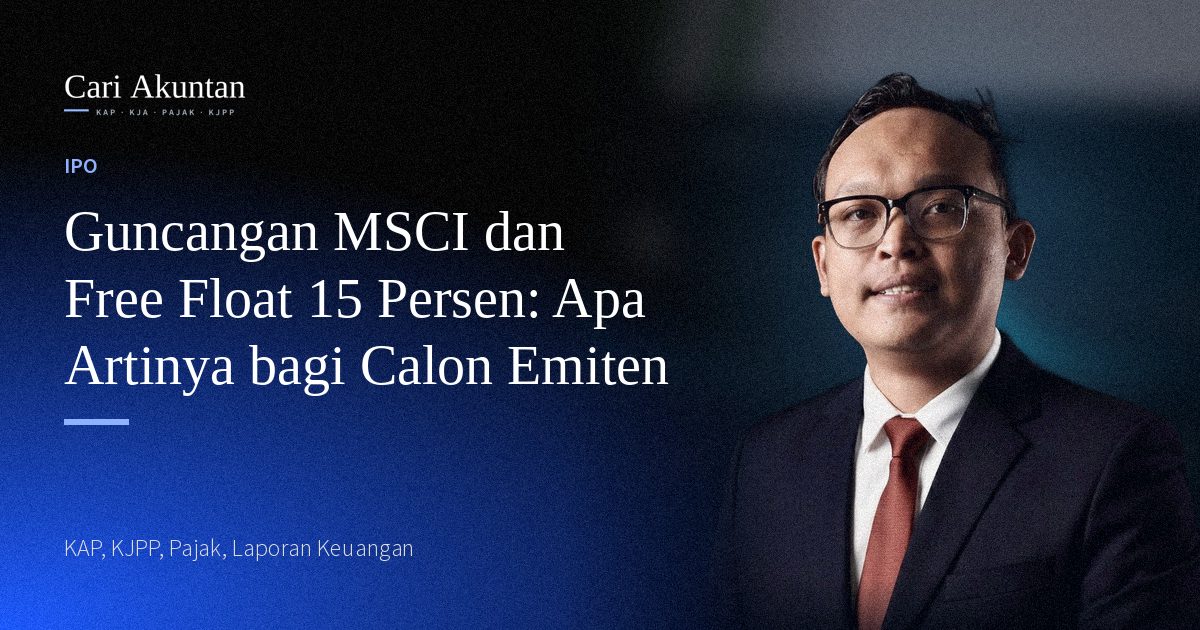 Cari Akuntan
KAP · KJA · PAJAK · KJPP
IPO
Guncangan MSCI dan
Free Float 15 Persen: Apa
Artinya bagi Calon Emiten
KAP, KJPP, Pajak, Laporan Keuangan